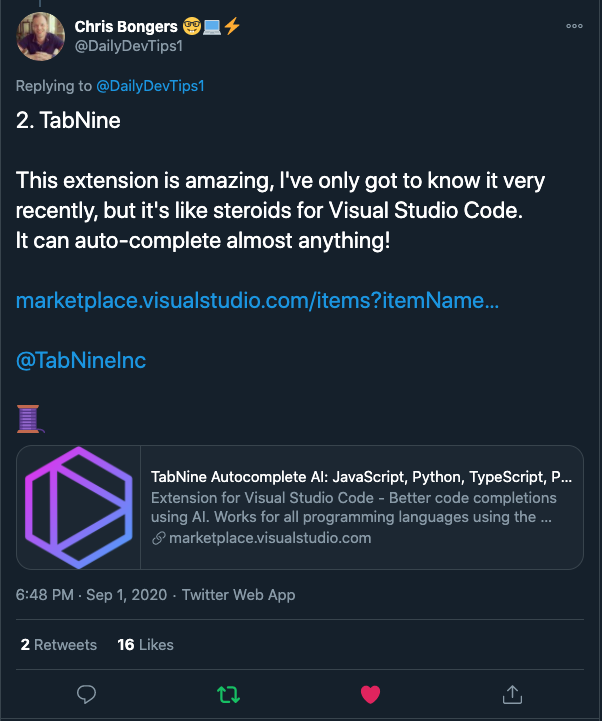 Chris Bongers 🤓💻⚡
@DailyDevTips1
Replying to @DailyDevTips1
2. TabNine
This extension is amazing, I've only got to know it very
recently, but it's like steroids for Visual Studio Code.
It can auto-complete almost anything!
marketplace.visualstudio.com/items?itemName...
@TabNineInc
🧵
TabNine Autocomplete AI: JavaScript, Python, TypeScript, P...
Extension for Visual Studio Code - Better code completions
using AI. Works for all programming languages using the ...
marketplace.visualstudio.com
6:48 PM · Sep 1, 2020 · Twitter Web App
2 Retweets 16 Likes